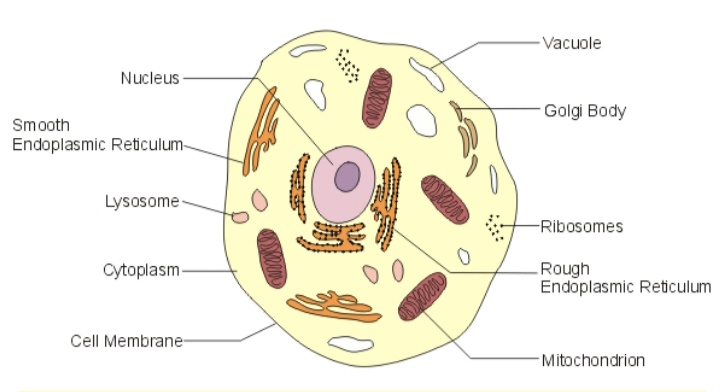 Vacuole
Nucleus
Golgi Body
Smooth
Endoplasmic Reticulum
Lysosome
Ribosomes
Cytoplasm
Rough
Endoplasmic Reticulum
Cell Membrane
Mitochondrion